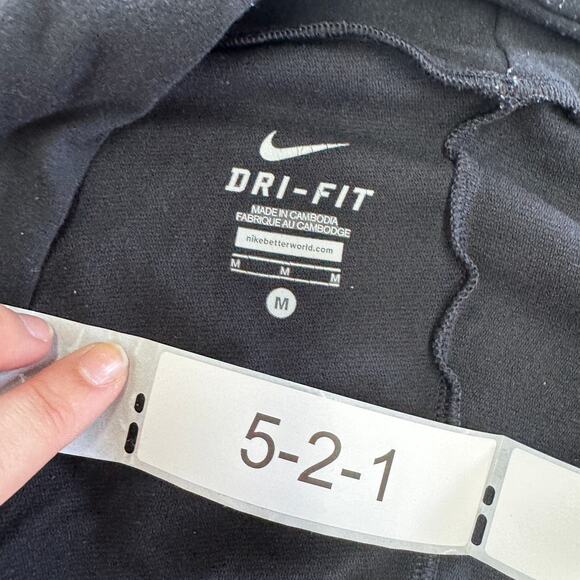 DRI-FIT
MADE IN CAMBODIA
FABRIQUE AU CAMBODGE
nikebetterworld.com
M M M
M
5-2-1